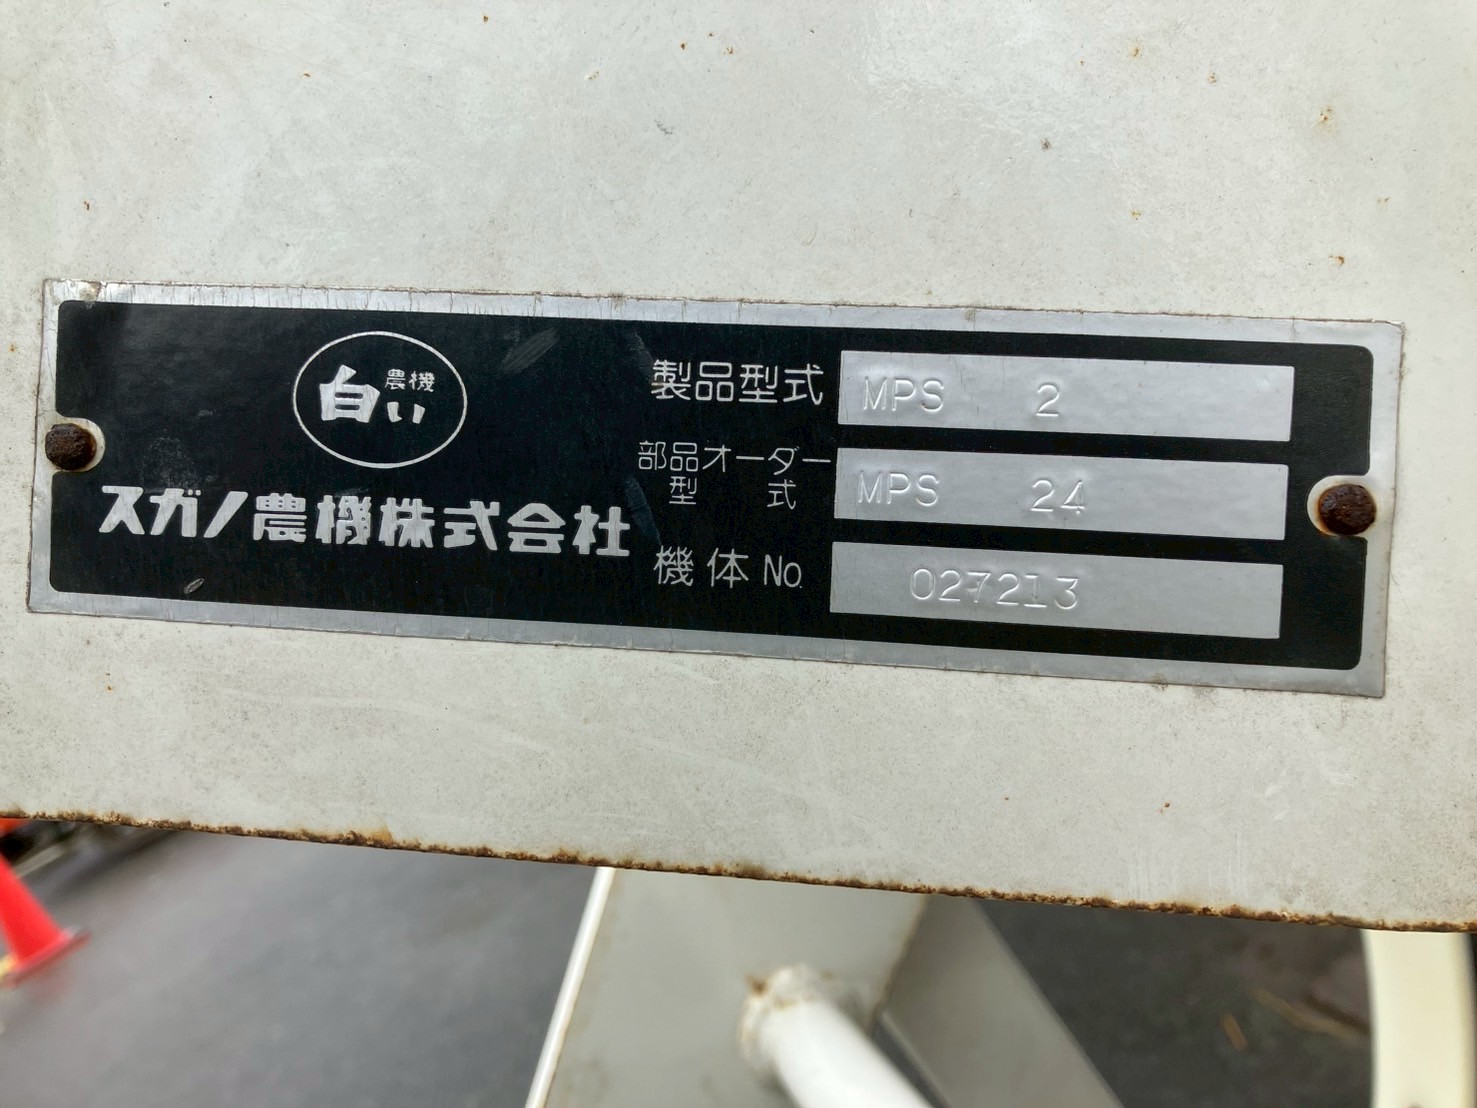 白い農機
スガノ農機株式会社
製品型式 MPS 2
部品オーダー型式 MPS 24
機体No. 027213